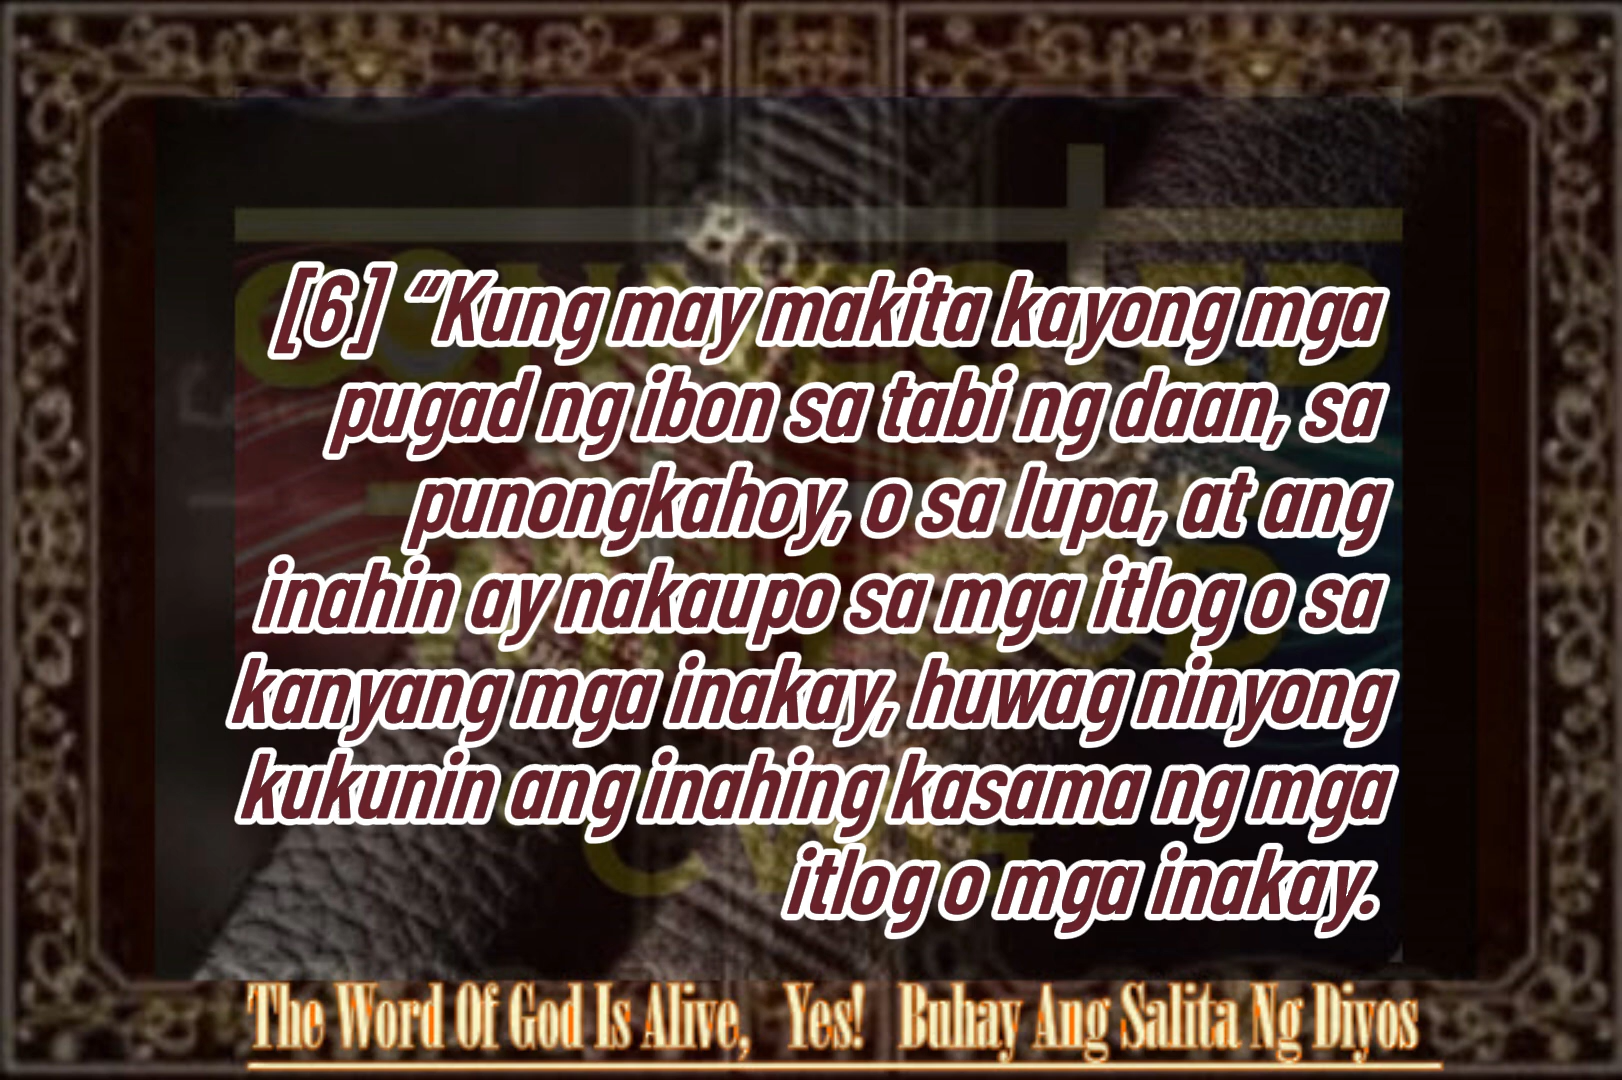 [6] “Kung may makita kayong mga
pugad ng ibon sa tabi ng daan, sa
punongkahoy, o sa lupa, at ang
inahin ay nakaupo sa mga itlog o sa
kanyang mga inakay, huwag ninyong
kukunin ang inahing kasama ng mga
itlog o mga inakay.
The Word Of God Is Alive, Yes! Buhay Ang Salita Ng Diyos